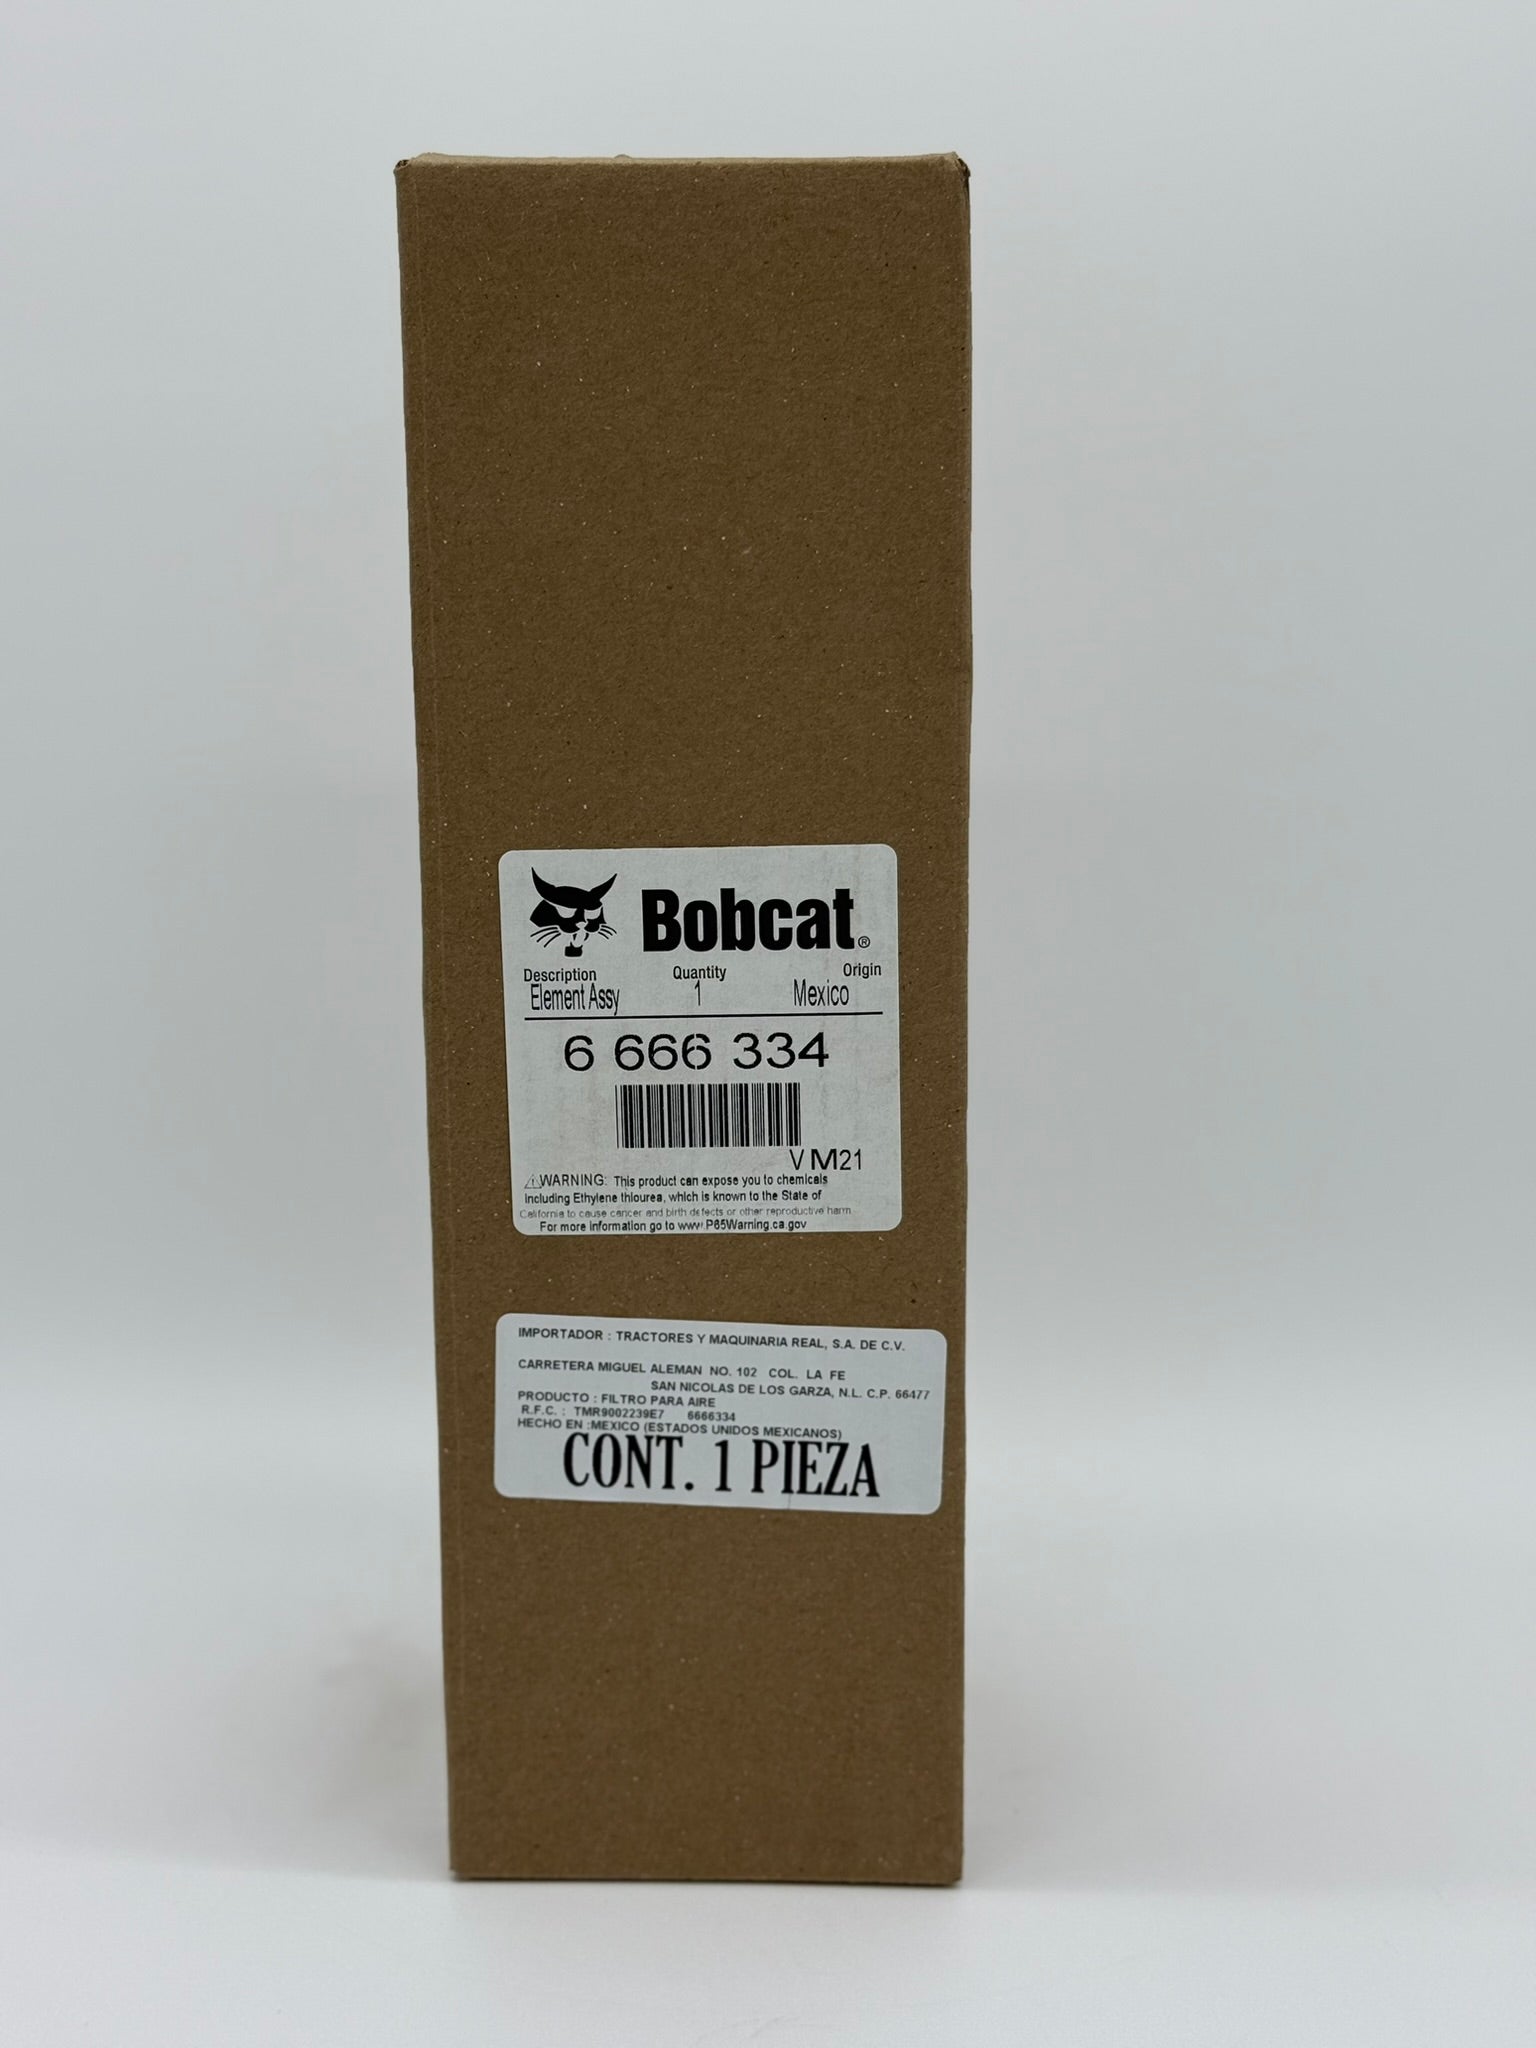 Bobcat®
Description Quantity Origin
Element Assy 1 Mexico
6 666 334
V M21
⚠WARNING: This product can expose you to chemicals
including Ethylene thiourea, which is known to the State of
California to cause cancer and birth defects or other reproductive harm.
For more information go to www.P65Warning.ca.gov
IMPORTADOR : TRACTORES Y MAQUINARIA REAL, S.A. DE C.V.
CARRETERA MIGUEL ALEMAN NO. 102 COL. LA FE
SAN NICOLAS DE LOS GARZA, N.L. C.P. 66477
PRODUCTO : FILTRO PARA AIRE
R.F.C. : TMR9002239E7 6666334
HECHO EN :MEXICO (ESTADOS UNIDOS MEXICANOS)
CONT. 1 PIEZA